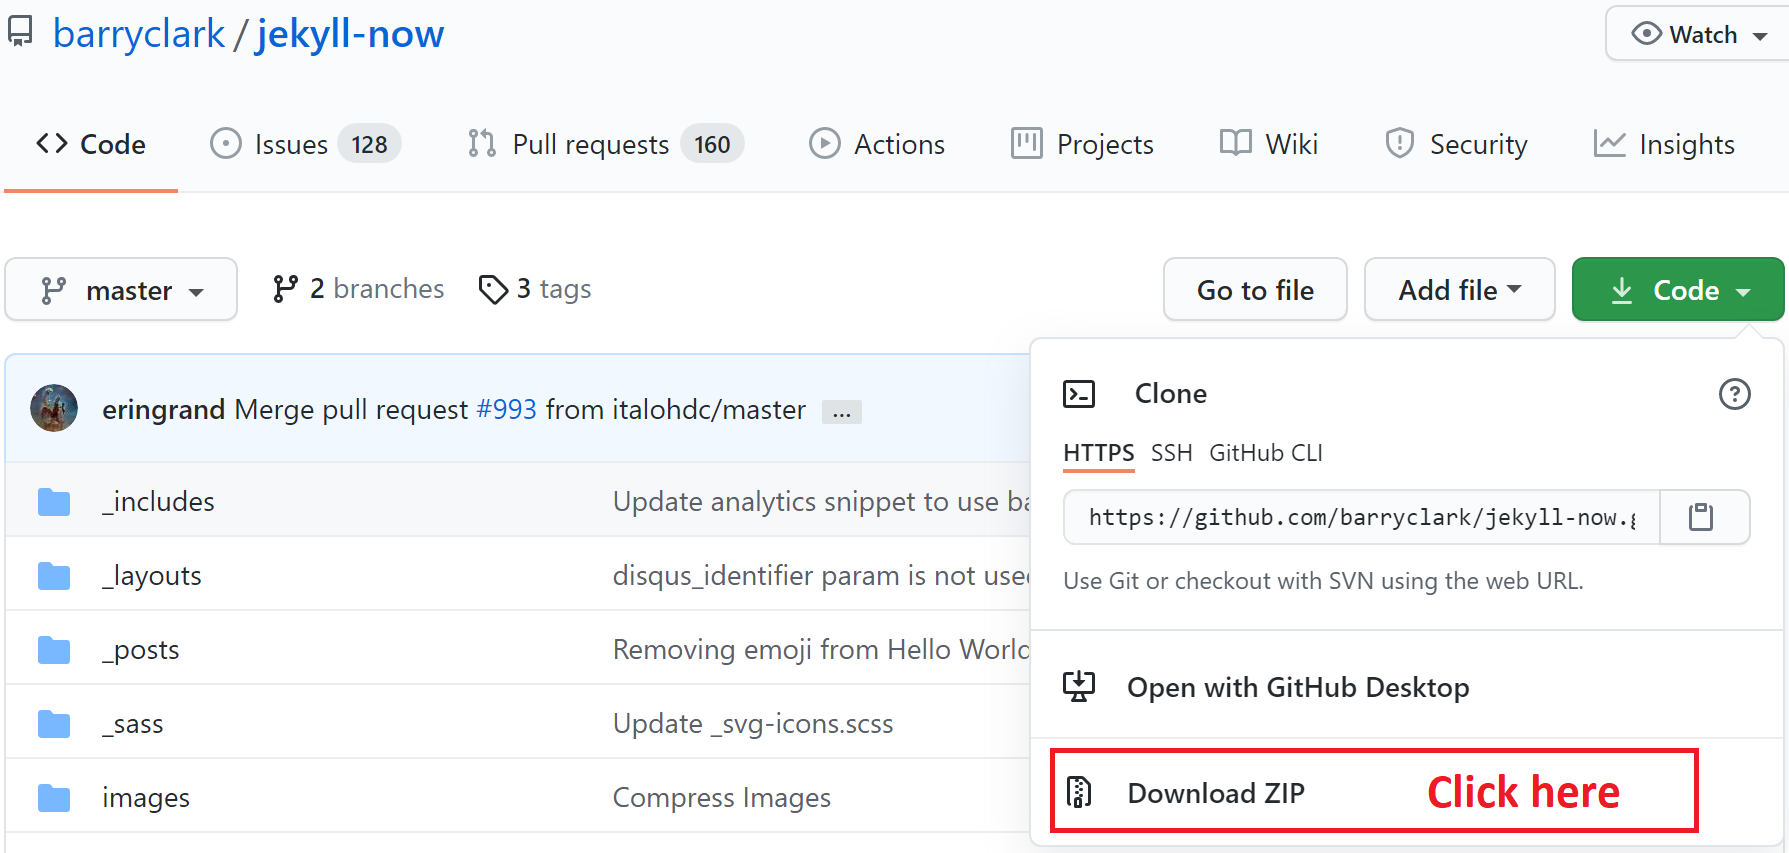 barryclark / jekyll-now
Watch
Code
Issues 128
Pull requests 160
Actions
Projects
Wiki
Security
Insights
master
2 branches
3 tags
Go to file
Add file
Code
eringrand Merge pull request #993 from italohdc/master ...
_includes Update analytics snippet to use
_layouts disqus_identifier param is not
_posts Removing emoji from Hello World
_sass Update _svg-icons.scss
images Compress Images
Clone
HTTPS SSH GitHub CLI
https://github.com/barryclark/jekyll-now.
Use Git or checkout with SVN using the web URL.
Open with GitHub Desktop
Download ZIP Click here